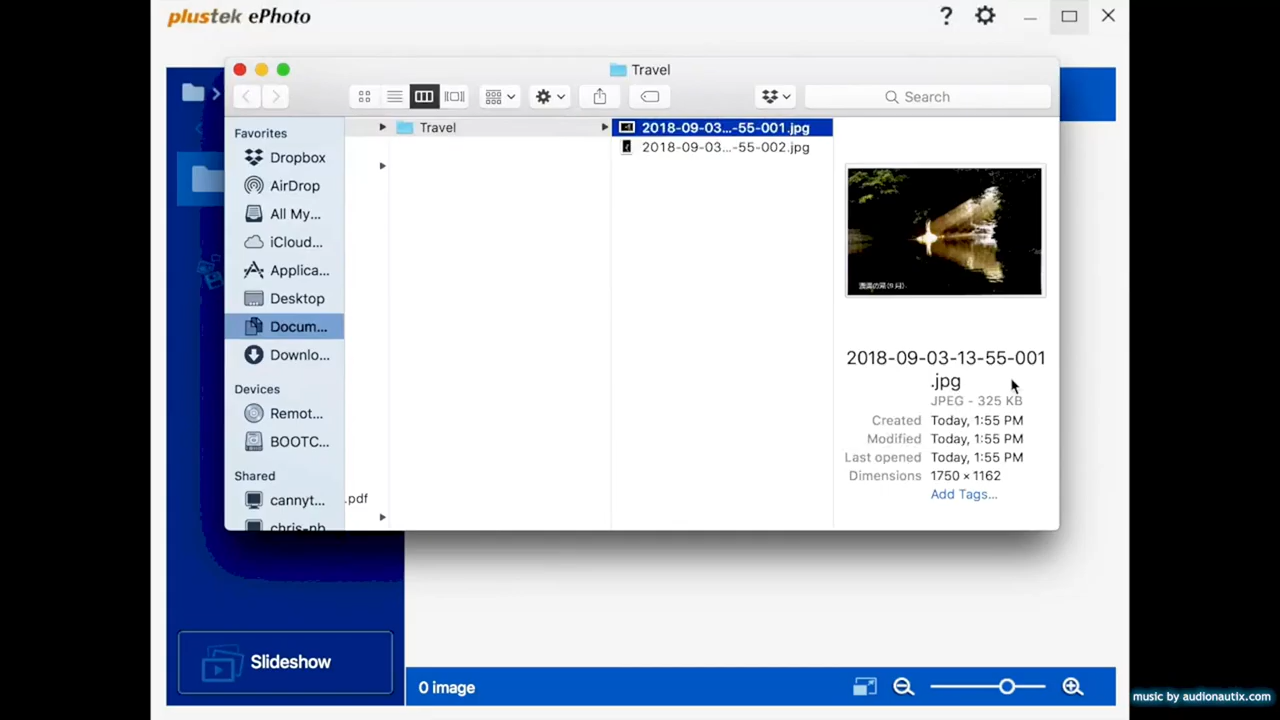 plustek ePhoto
?
Travel
Search
Favorites
Dropbox
AirDrop
All My...
iCloud...
Applica...
Desktop
Docum...
Downlo...
Devices
Remot...
BOOTC...
Shared
cannyt...
chris-nb
Travel
.pdf
2018-09-03...-55-001.jpg
2018-09-03...-55-002.jpg
2018-09-03-13-55-001
.jpg
JPEG - 325 KB
Created Today, 1:55 PM
Modified Today, 1:55 PM
Last opened Today, 1:55 PM
Dimensions 1750 × 1162
Add Tags...
Slideshow
0 image
music by audionautix.com